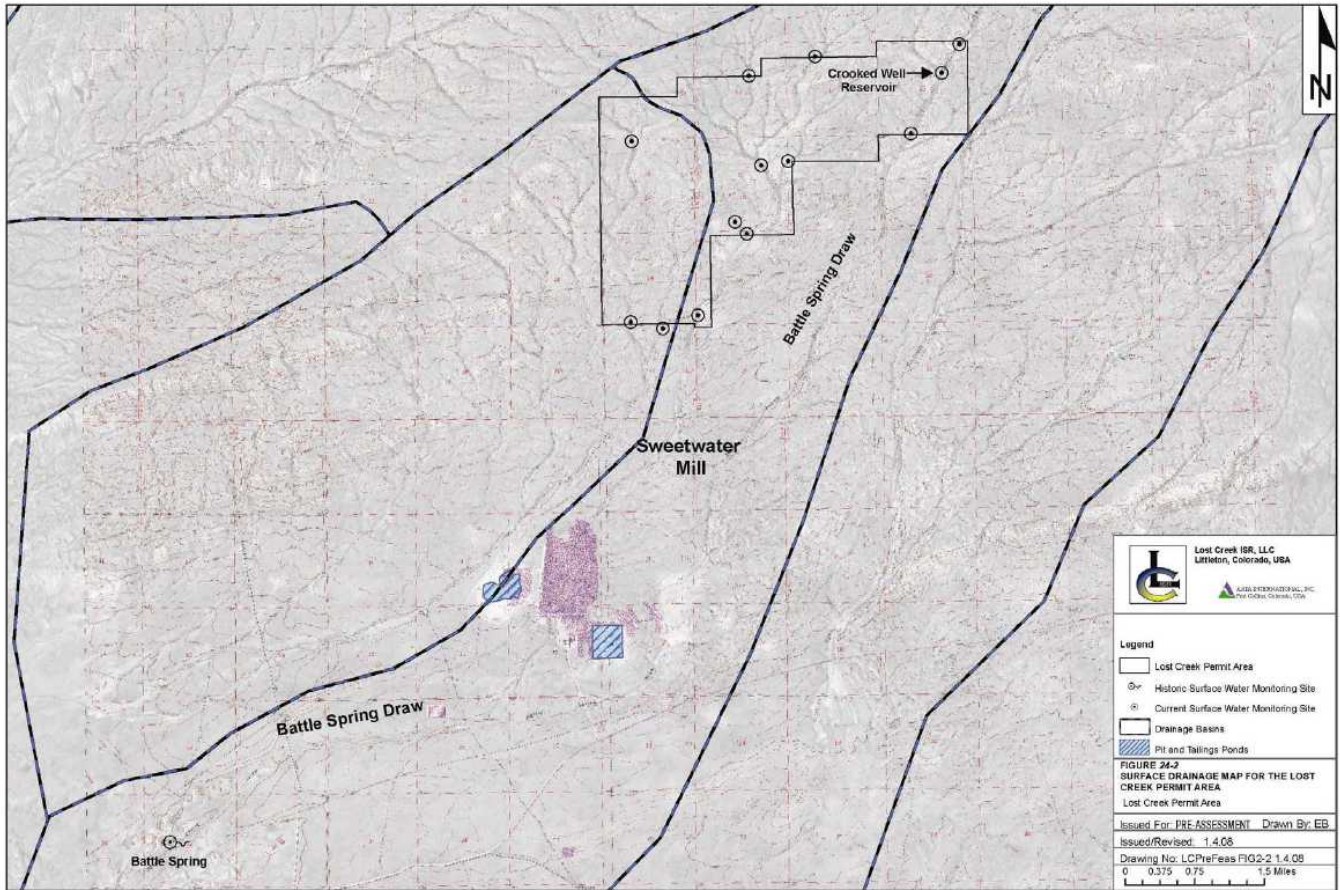 N
Crooked Well
Reservoir
Battle Spring Draw
Sweetwater
Mill
Battle Spring Draw
Battle Spring
LC
Lost Creek ISR, LLC
Littleton, Colorado, USA
Legend
Lost Creek Permit Area
Historic Surface Water Monitoring Site
Current Surface Water Monitoring Site
Drainage Basins
Pit and Tailings Ponds
FIGURE 24-2
SURFACE DRAINAGE MAP FOR THE LOST
CREEK PERMIT AREA
Lost Creek Permit Area
Issued For: PRE-ASSESSMENT Drawn By: EB
Issued/Revised: 1.4.08
Drawing No: LCPreFeas FIG2-2 1.4.08
0 0.375 0.75 1.5 Miles